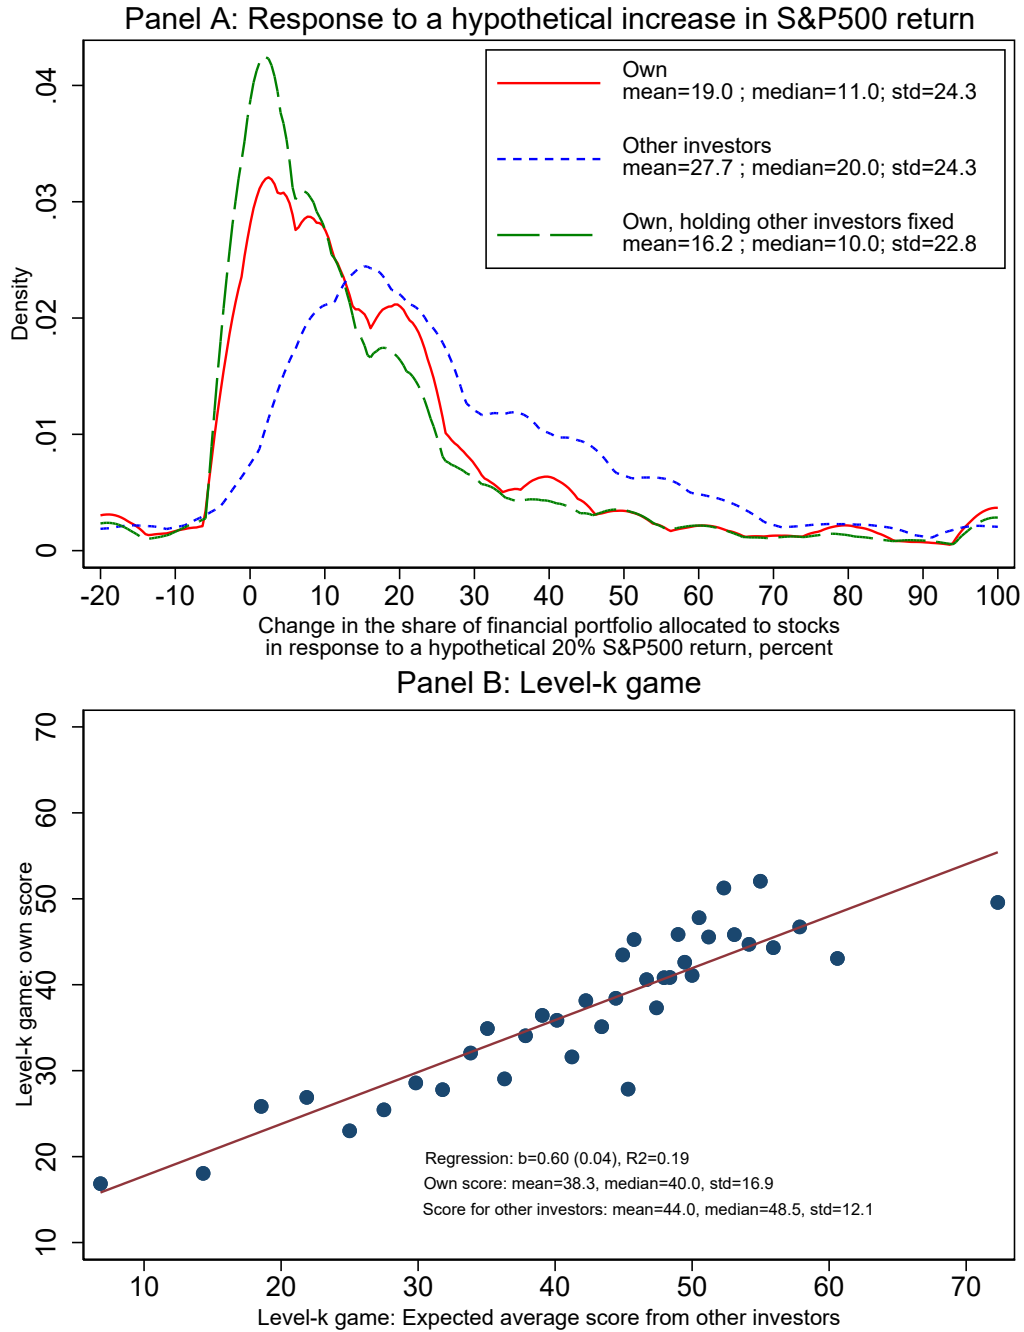 Panel A: Response to a hypothetical increase in S&P500 return
Own
mean=19.0 ; median=11.0; std=24.3
Other investors
mean=27.7 ; median=20.0; std=24.3
Own, holding other investors fixed
mean=16.2 ; median=10.0; std=22.8
Density
.04
.03
.02
.01
0
-20 -10 0 10 20 30 40 50 60 70 80 90 100
Change in the share of financial portfolio allocated to stocks
in response to a hypothetical 20% S&P500 return, percent
Panel B: Level-k game
Level-k game: own score
70
60
50
40
30
20
10
Regression: b=0.60 (0.04), R2=0.19
Own score: mean=38.3, median=40.0, std=16.9
Score for other investors: mean=44.0, median=48.5, std=12.1
10 20 30 40 50 60 70
Level-k game: Expected average score from other investors